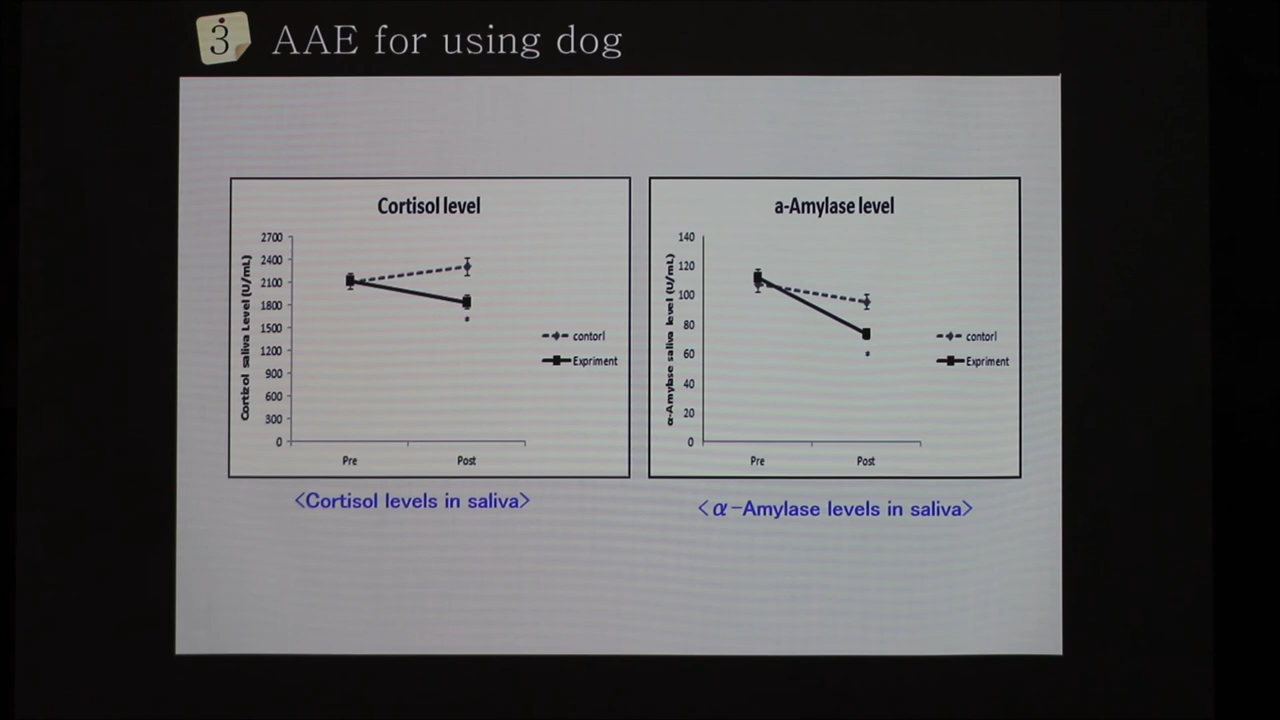 3 AAE for using dog
Cortisol level
Cortizol saliva Level (U/mL)
2700
2400
2100
1800
1500
1200
900
600
300
0
Pre Post
*
contorl
Expriment
<Cortisol levels in saliva>
a-Amylase level
α-Amylase saliva level (U/mL)
140
120
100
80
60
40
20
0
Pre Post
*
contorl
Expriment
<α-Amylase levels in saliva>